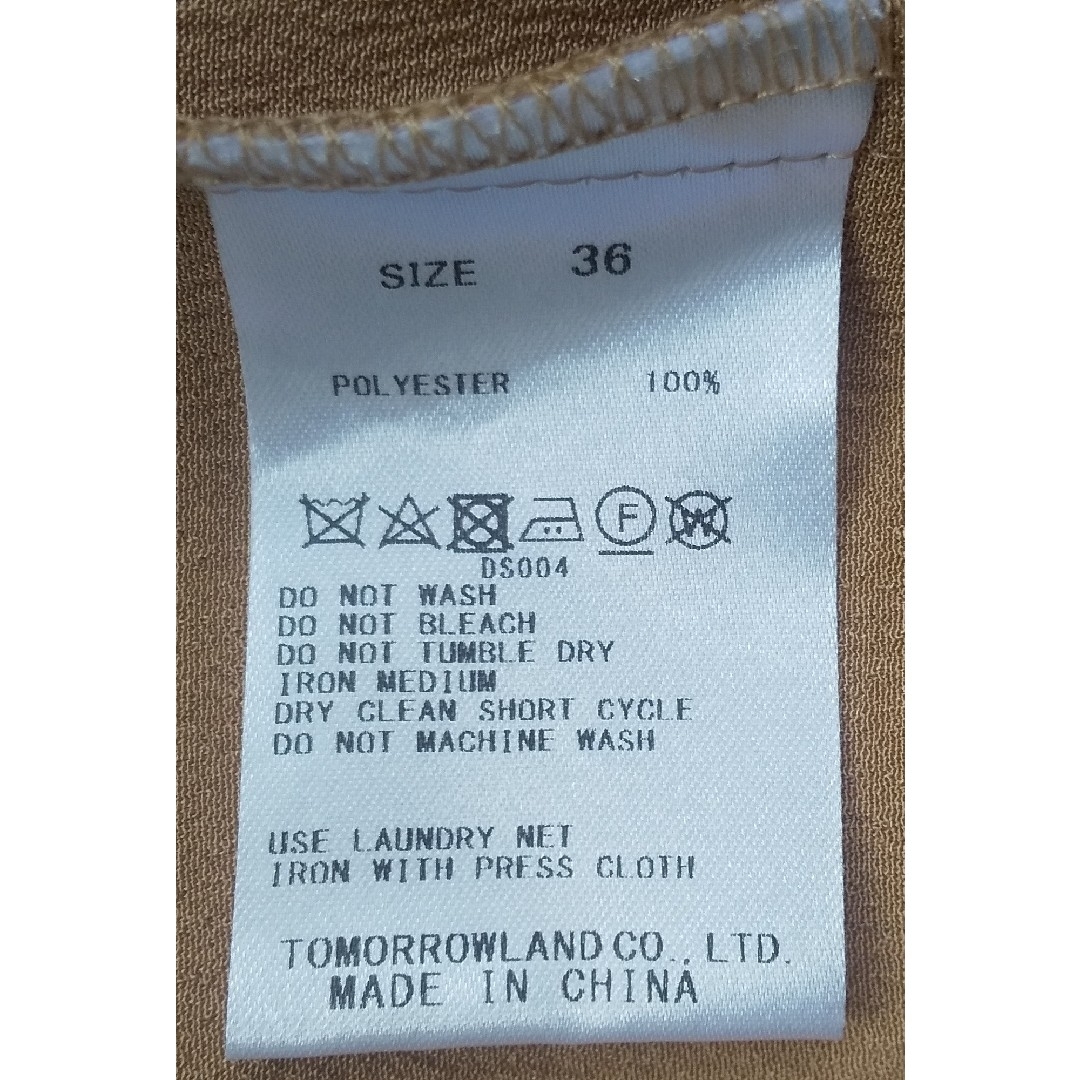 SIZE 36
POLYESTER 100%
F W
DS004
DO NOT WASH
DO NOT BLEACH
DO NOT TUMBLE DRY
IRON MEDIUM
DRY CLEAN SHORT CYCLE
DO NOT MACHINE WASH
USE LAUNDRY NET
IRON WITH PRESS CLOTH
TOMORROWLAND CO., LTD.
MADE IN CHINA